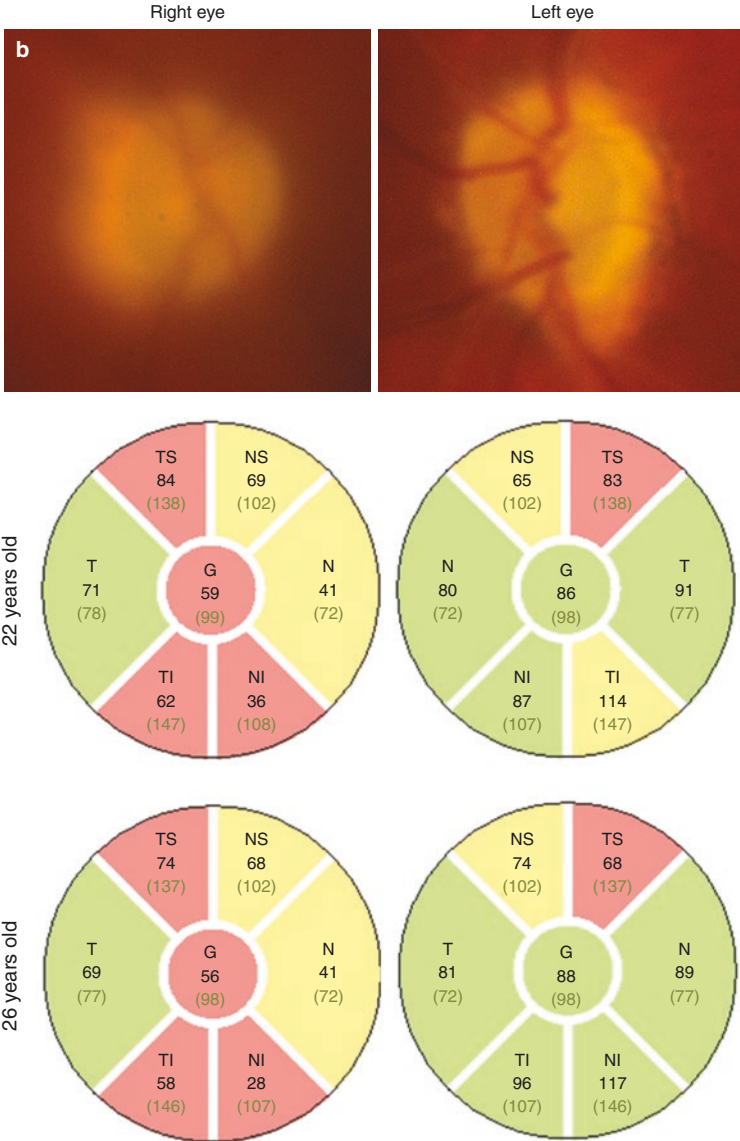 Right eye
Left eye
b
22 years old
TS
84
(138)
NS
69
(102)
T
71
(78)
G
59
(99)
N
41
(72)
TI
62
(147)
NI
36
(108)
NS
65
(102)
TS
83
(138)
N
80
(72)
G
86
(98)
T
91
(77)
NI
87
(107)
TI
114
(147)
26 years old
TS
74
(137)
NS
68
(102)
T
69
(77)
G
56
(98)
N
41
(72)
TI
58
(146)
NI
28
(107)
NS
74
(102)
TS
68
(137)
T
81
(72)
G
88
(98)
N
89
(77)
TI
96
(107)
NI
117
(146)